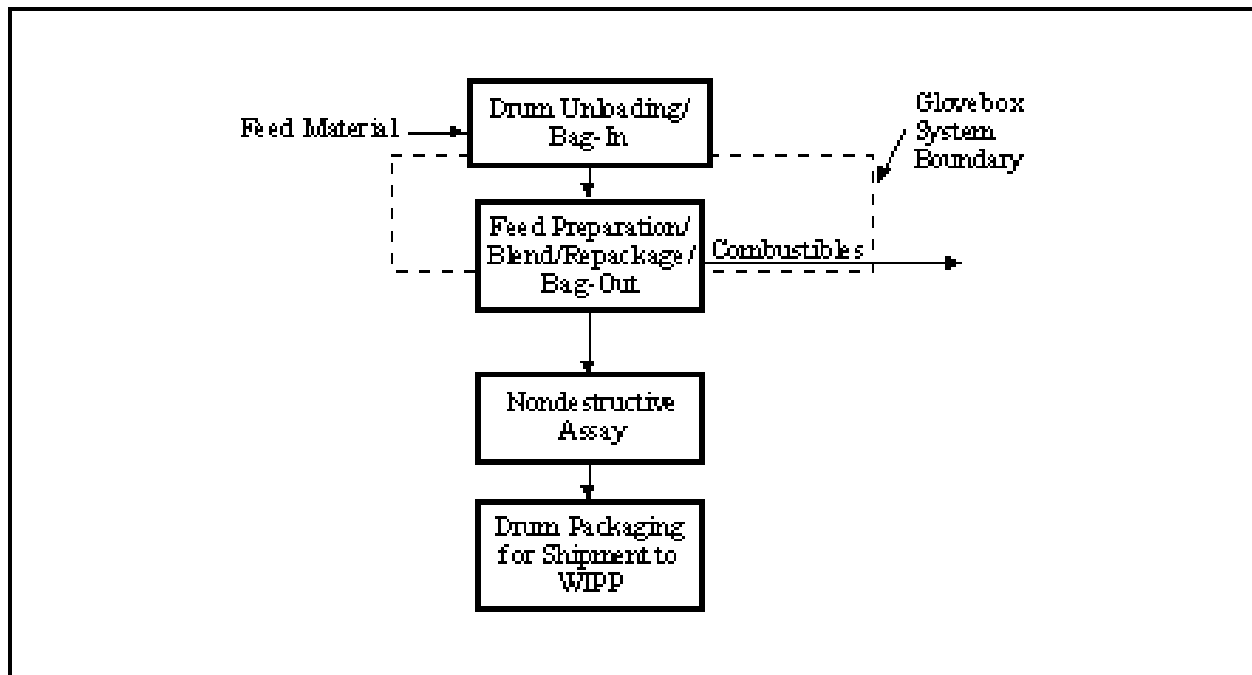 Drum Unloading/
Bag-In
Feed Material
Glovebox
System
Boundary
Feed Preparation/
Blend/Repackage/
Bag-Out
Combustibles
Nondestructive
Assay
Drum Packaging
for Shipment to
WIPP